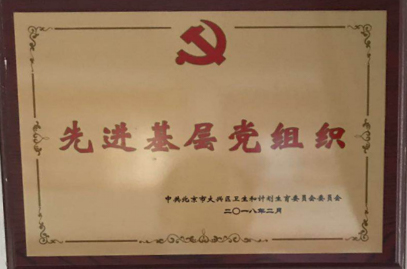 先进基层党组织
中共北京市大兴区卫生和计划生育委员会委员会
二〇一八年二月